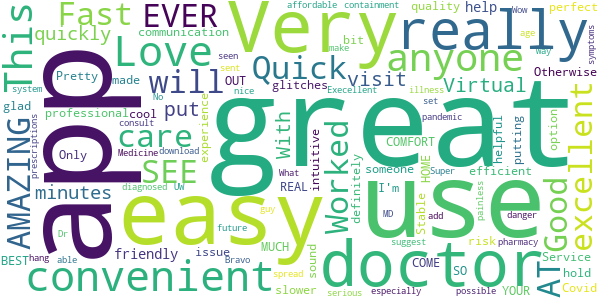 This
Fast
EVER
Very
really
affordable containment
quality
help
Wow
perfect
quickly
communication
bit
make
age
symptoms
Love
Quick
anyone
system
sent
seen
Way
Pretty
made
No
OUT
nice
Execellent
illness
Otherwise
glad
cool
will
visit
glitches
set
pandemic
Virtual
professional
consult
put
With
intuitive
COMFORT
putting
option
app
great
Only
care
SEE
experience
Worked
someone
HOME
helpful
excellent
AMAZING
minutes
Medicine
download
REAL
What
definitely
I'm
efficient
Good
prescriptions
diagnosed
UW
easy
use
MD
Super
painless
Stable
add
danger
AT
friendly
issue
future
guy
doctor
COME
risk
Service
BEST
Dr
MUCH
sound
suggest
SO
pharmacy
hold
hang
able
convenient
Bravo
spread
slower
serious
especially
possible
YOUR
Covid